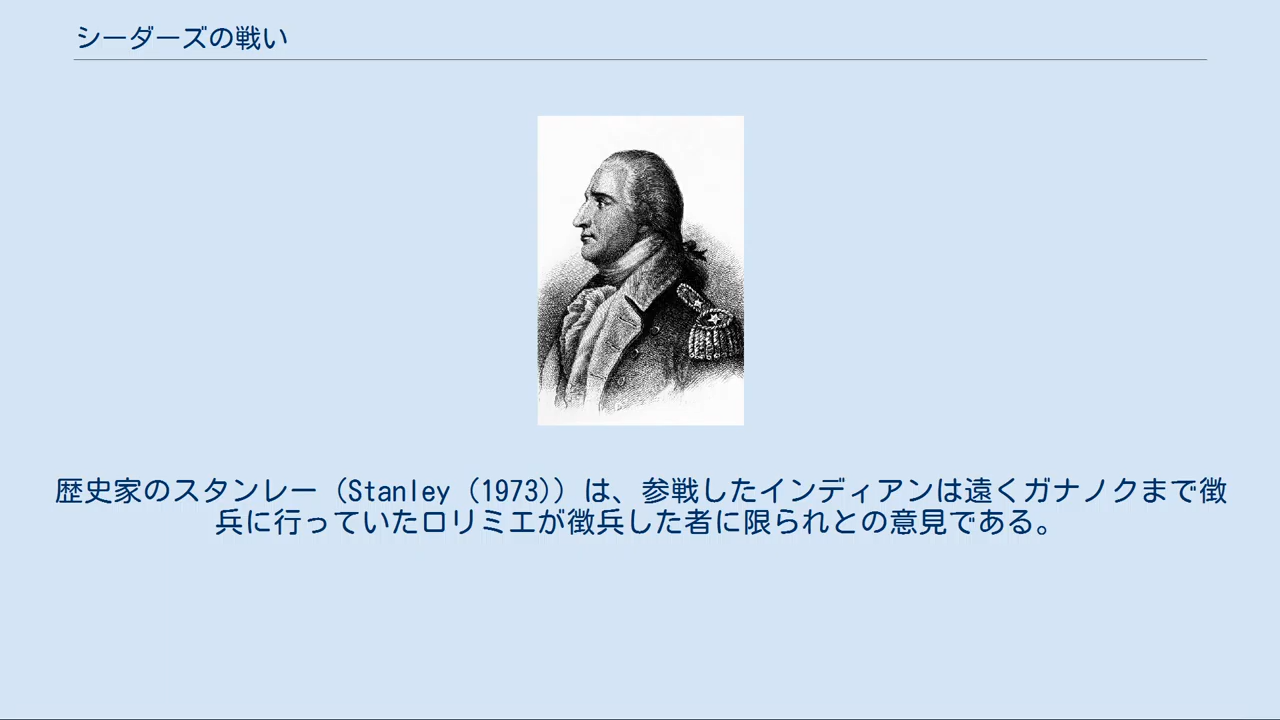 シーダーズの戦い
歴史家のスタンレー（Stanley（1973））は、参戦したインディアンは遠くガナノクまで徴
兵に行っていたロリミエが徴兵した者に限られとの意見である。